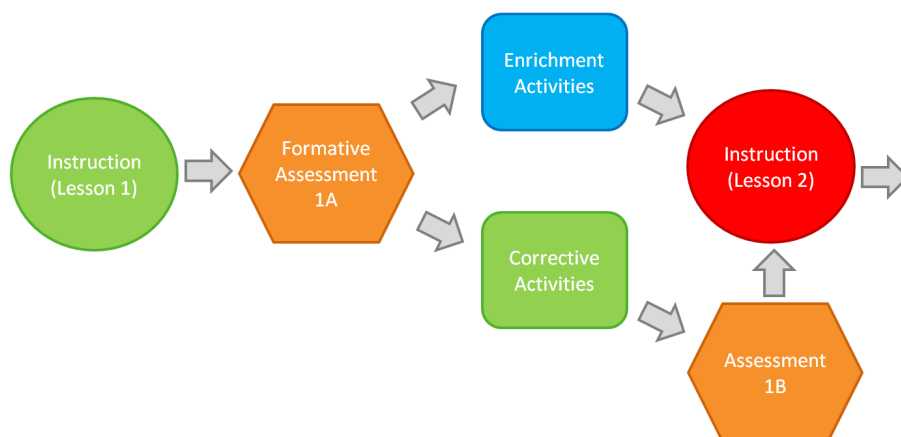 Instruction
(Lesson 1)
Formative
Assessment
1A
Enrichment
Activities
Corrective
Activities
Instruction
(Lesson 2)
Assessment
1B